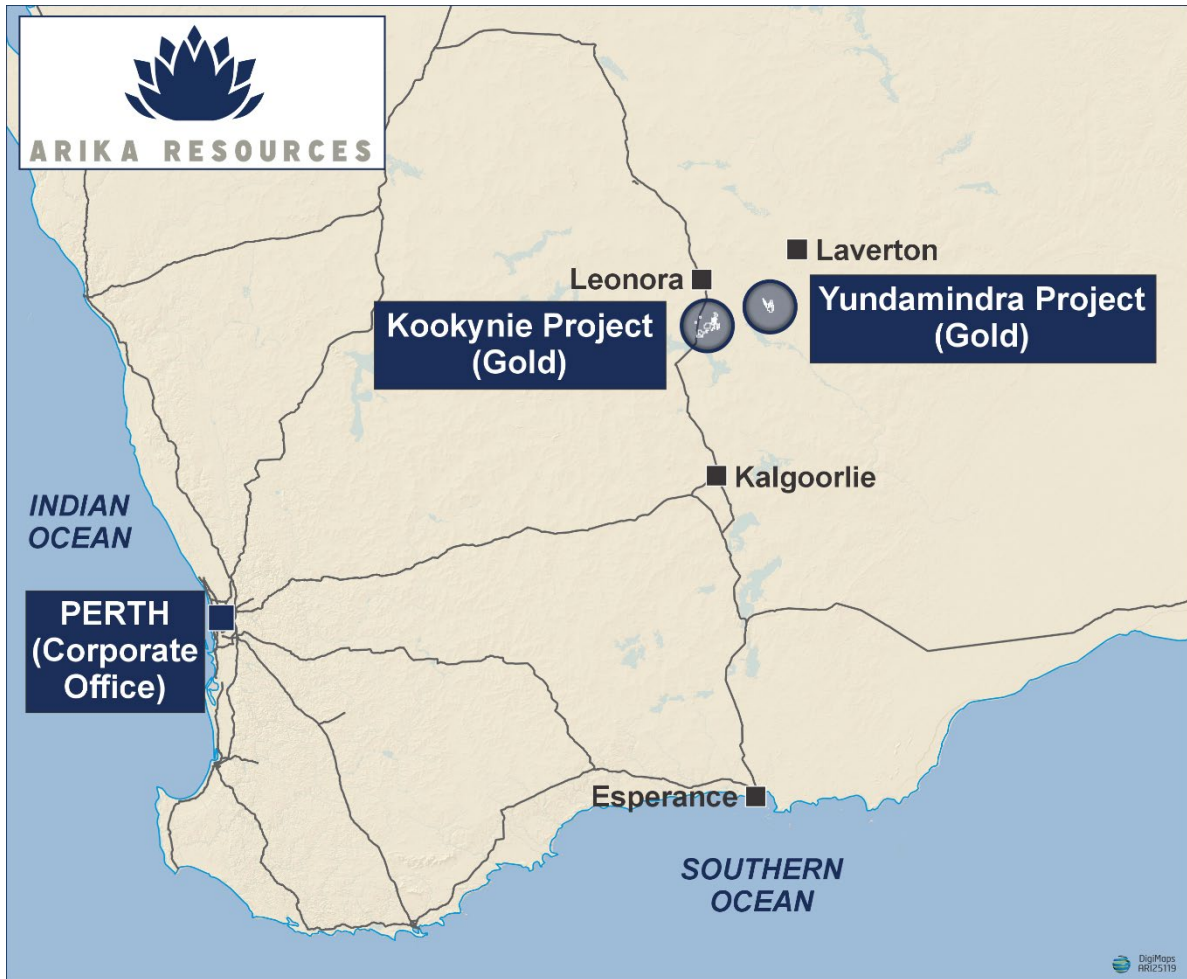 ARIKA RESOURCES
Laverton
Leonora
Yundamindra Project
(Gold)
Kookynie Project
(Gold)
Kalgoorlie
INDIAN
OCEAN
PERTH
(Corporate
Office)
Esperance
SOUTHERN
OCEAN
DigiMaps
ARI25119